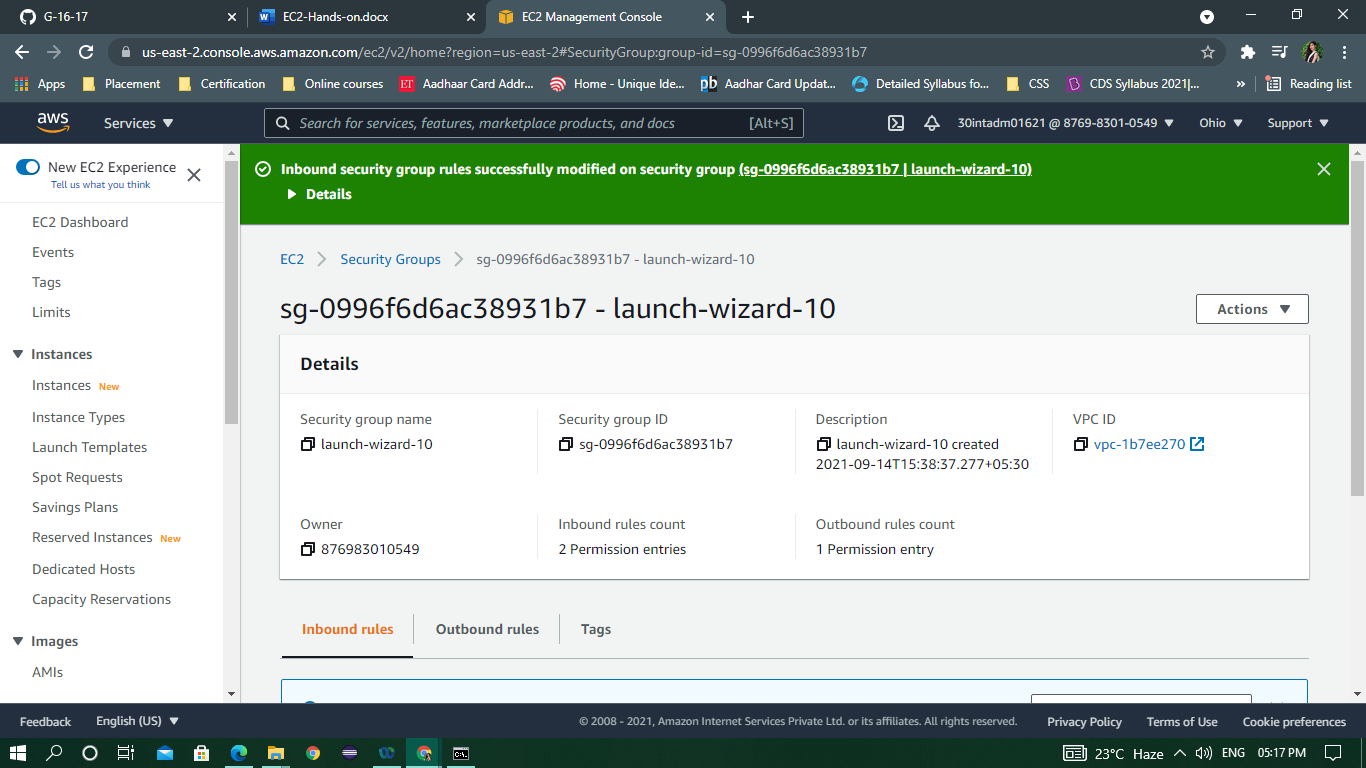 G-16-17
EC2-Hands-on.docx
EC2 Management Console
us-east-2.console.aws.amazon.com/ec2/v2/home?region=us-east-2#SecurityGroup:group-id=sg-0996f6d6ac38931b7
Apps Placement Certification Online courses ET Aadhaar Card Addr... Home - Unique Ide... pb Aadhar Card Updat... Detailed Syllabus fo... CSS CDS Syllabus 2021|... » Reading list
aws Services Search for services, features, marketplace products, and docs [Alt+S] 30intadm01621 @ 8769-8301-0549 Ohio Support
New EC2 Experience
Tell us what you think
EC2 Dashboard
Events
Tags
Limits
Instances
Instances New
Instance Types
Launch Templates
Spot Requests
Savings Plans
Reserved Instances New
Dedicated Hosts
Capacity Reservations
Images
AMIs
Inbound security group rules successfully modified on security group (sg-0996f6d6ac38931b7 | launch-wizard-10)
Details
EC2 Security Groups sg-0996f6d6ac38931b7 - launch-wizard-10
sg-0996f6d6ac38931b7 - launch-wizard-10
Actions
Details
Security group name
launch-wizard-10
Security group ID
sg-0996f6d6ac38931b7
Description
launch-wizard-10 created
2021-09-14T15:38:37.277+05:30
VPC ID
vpc-1b7ee270
Owner
876983010549
Inbound rules count
2 Permission entries
Outbound rules count
1 Permission entry
Inbound rules Outbound rules Tags
Feedback English (US) © 2008 - 2021, Amazon Internet Services Private Ltd. or its affiliates. All rights reserved. Privacy Policy Terms of Use Cookie preferences
23°C Haze ENG 05:17 PM